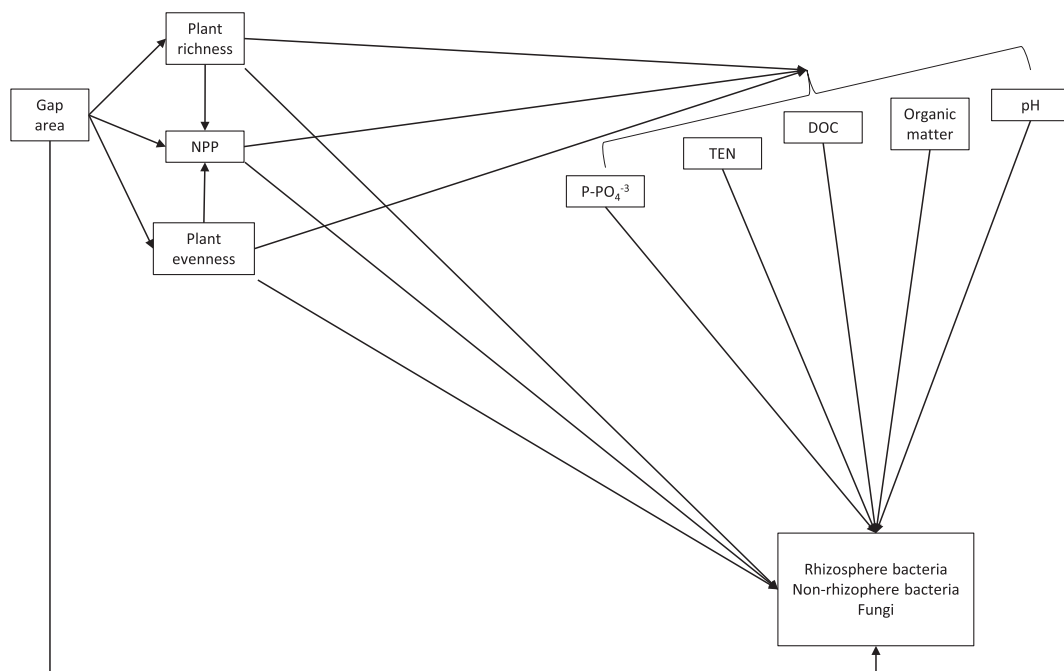 Plant
richness
Gap
area
NPP
Plant
evenness
P-PO₄⁻³
TEN
DOC
Organic
matter
pH
Rhizosphere bacteria
Non-rhizophere bacteria
Fungi